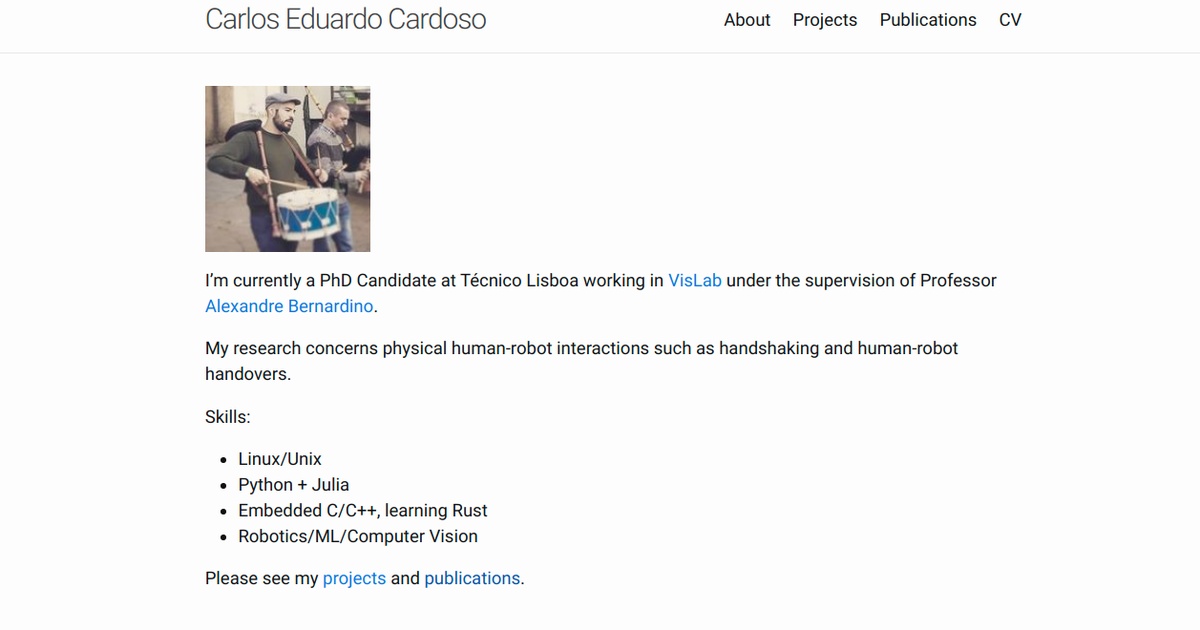 Carlos Eduardo Cardoso
About Projects Publications CV
I’m currently a PhD Candidate at Técnico Lisboa working in VisLab under the supervision of Professor
Alexandre Bernardino.
My research concerns physical human-robot interactions such as handshaking and human-robot
handovers.
Skills:
• Linux/Unix
• Python + Julia
• Embedded C/C++, learning Rust
• Robotics/ML/Computer Vision
Please see my projects and publications.